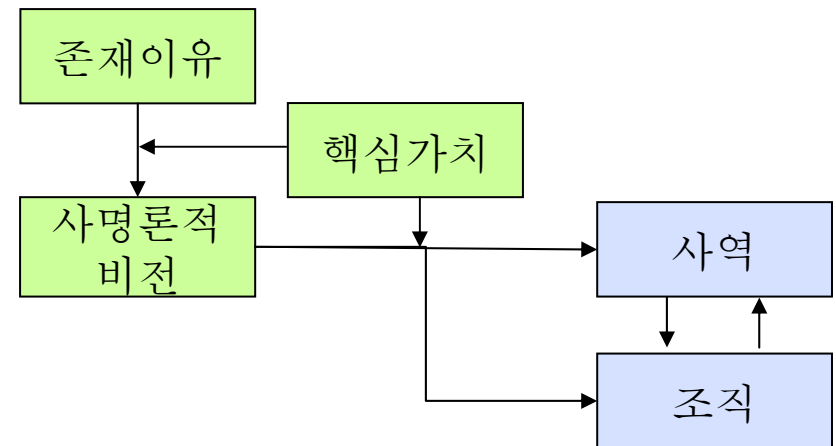 존재이유
핵심가치
사명론적
비전
사역
조직